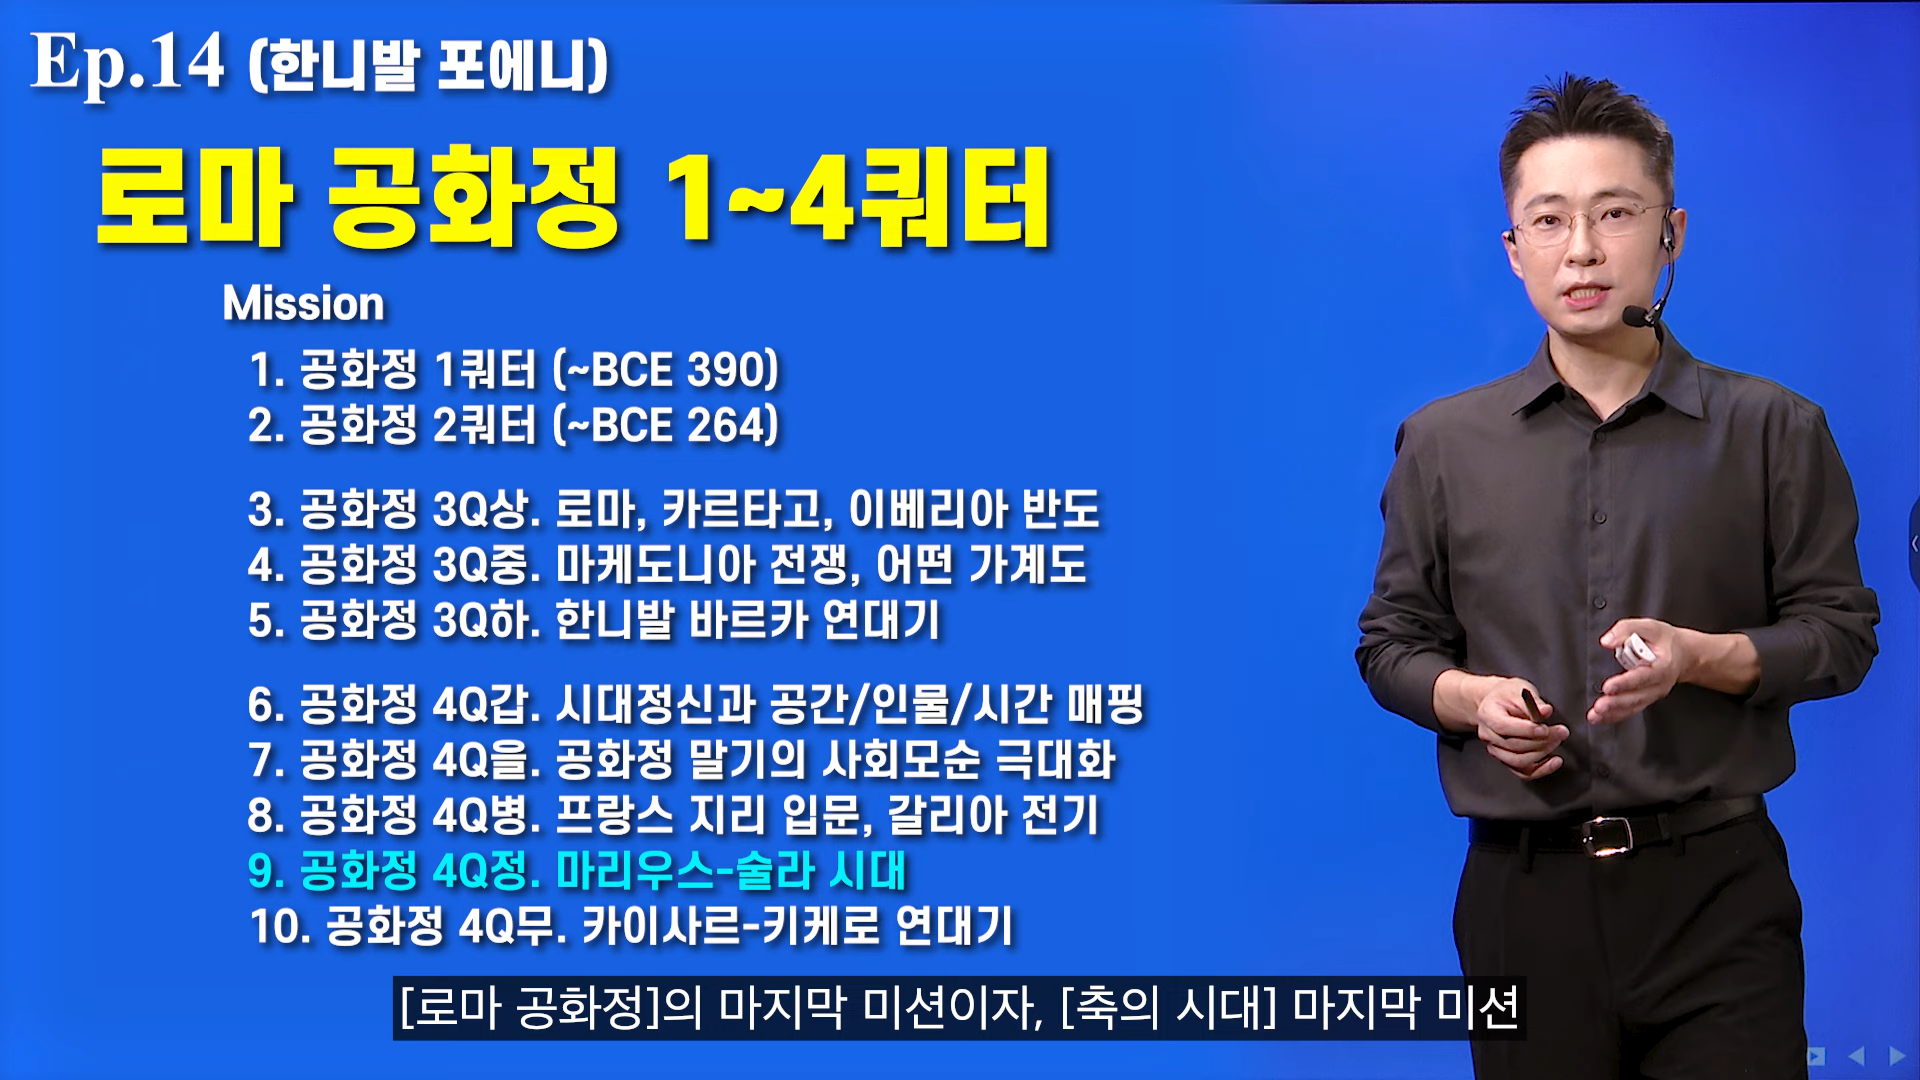 Ep.14 (한니발 포에니)
로마 공화정 1~4쿼터
Mission
1. 공화정 1쿼터 (~BCE 390)
2. 공화정 2쿼터 (~BCE 264)
3. 공화정 3Q상. 로마, 카르타고, 이베리아 반도
4. 공화정 3Q중. 마케도니아 전쟁, 어떤 가계도
5. 공화정 3Q하. 한니발 바르카 연대기
6. 공화정 4Q갑. 시대정신과 공간/인물/시간 매핑
7. 공화정 4Q을. 공화정 말기의 사회모순 극대화
8. 공화정 4Q병. 프랑스 지리 입문, 갈리아 전기
9. 공화정 4Q정. 마리우스-술라 시대
10. 공화정 4Q무. 카이사르-키케로 연대기
[로마 공화정]의 마지막 미션이자, [축의 시대] 마지막 미션